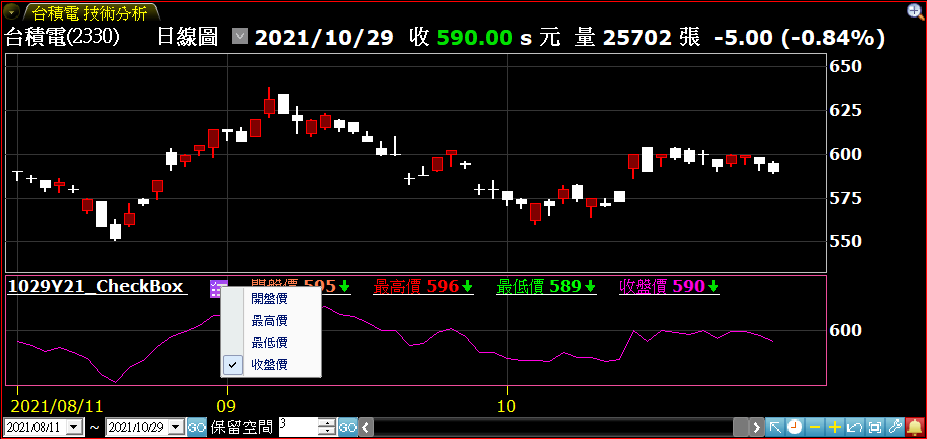 台積電 技術分析
台積電(2330) 日線圖 2021/10/29 收 590.00 s 元 量 25702 張 -5.00 (-0.84%)
650
625
600
575
550
1029Y21_CheckBox 開盤價 595 最高價 596 最低價 589 收盤價 590
開盤價
最高價
最低價
收盤價
600
2021/08/11 09 10
2021/08/11 ~ 2021/10/29 GO 保留空間 3 GO